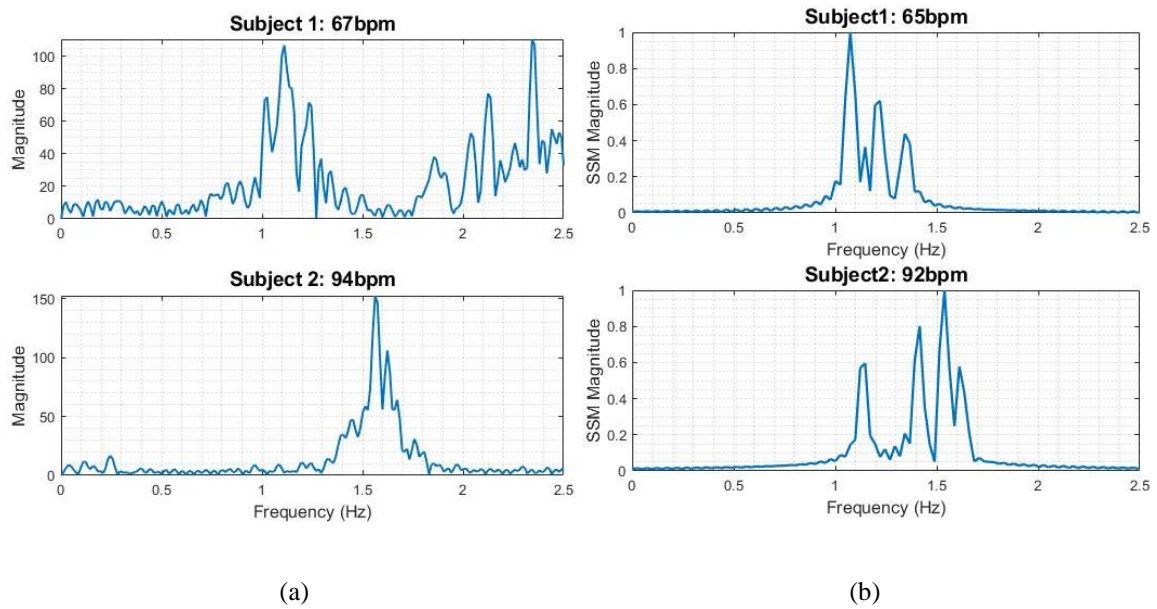 Subject 1: 67bpm
100
80
60
40
20
0
Magnitude
0 0.5 1 1.5 2 2.5
Subject 2: 94bpm
150
100
50
0
Magnitude
0 0.5 1 1.5 2 2.5
Frequency (Hz)
(a)
Subject1: 65bpm
1
0.8
0.6
0.4
0.2
0
SSM Magnitude
0 0.5 1 1.5 2 2.5
Frequency (Hz)
Subject2: 92bpm
1
0.8
0.6
0.4
0.2
0
SSM Magnitude
0 0.5 1 1.5 2 2.5
Frequency (Hz)
(b)